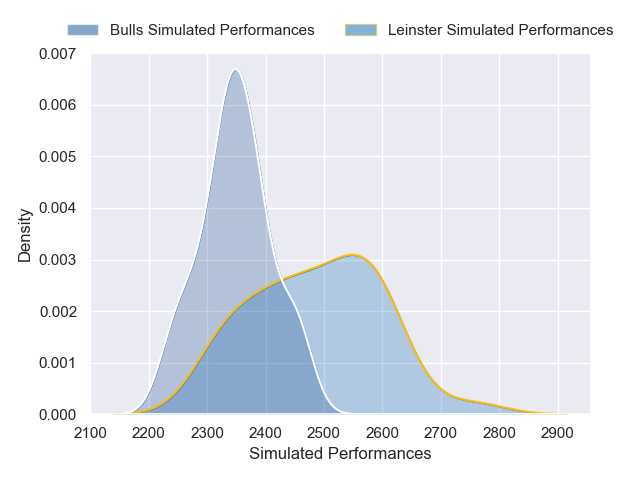 Bulls Simulated Performances Leinster Simulated Performances
0.007
0.006
0.005
0.004
0.003
0.002
0.001
0.000
Density
2100 2200 2300 2400 2500 2600 2700 2800 2900
Simulated Performances